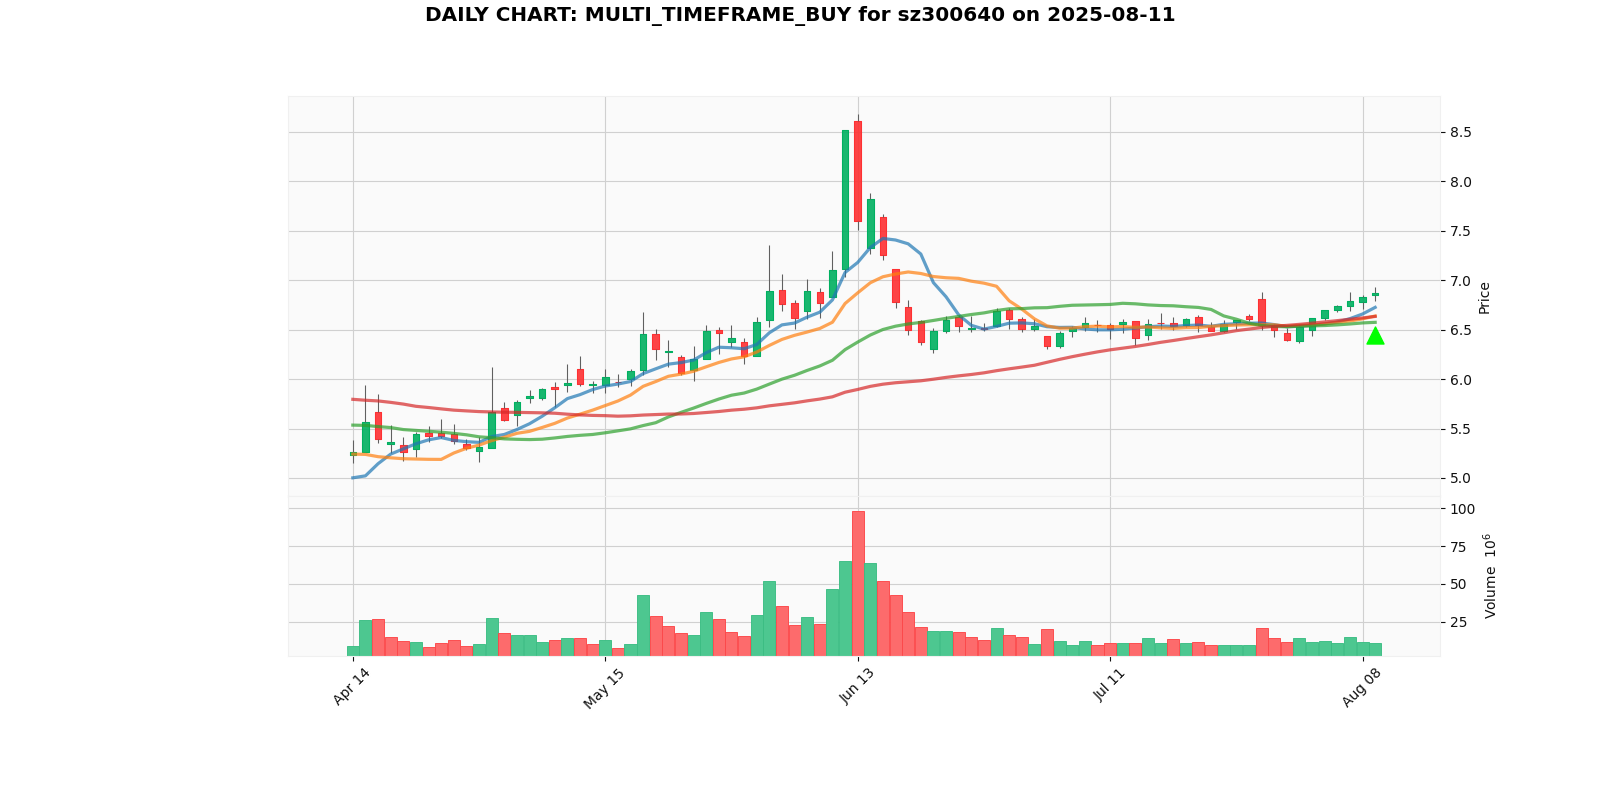 DAILY CHART: MULTI_TIMEFRAME_BUY for sz300640 on 2025-08-11
8.5
8.0
7.5
7.0
6.5
6.0
5.5
5.0
Price
100
75
50
25
Volume 10⁶
Apr 14
May 15
Jun 13
Jul 11
Aug 08